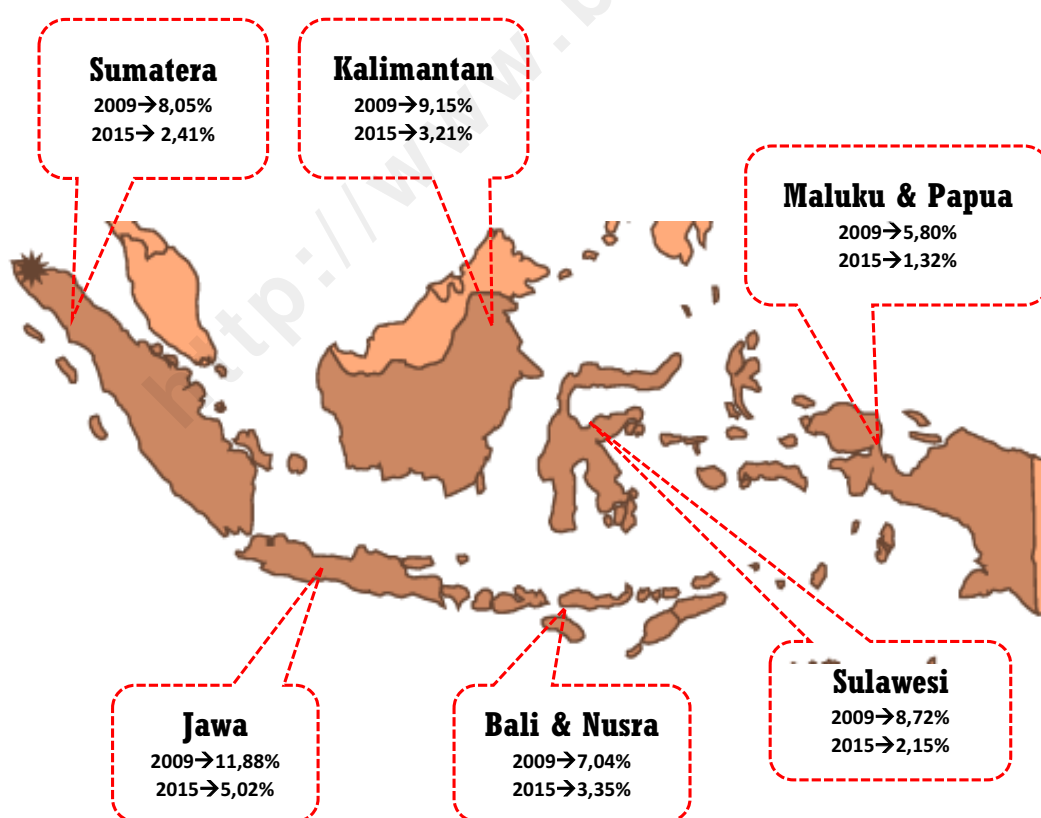 Sumatera
2009→8,05%
2015→ 2,41%
Kalimantan
2009→9,15%
2015→3,21%
Maluku & Papua
2009→5,80%
2015→1,32%
Jawa
2009→11,88%
2015→5,02%
Bali & Nusra
2009→7,04%
2015→3,35%
Sulawesi
2009→8,72%
2015→2,15%
http://www.b